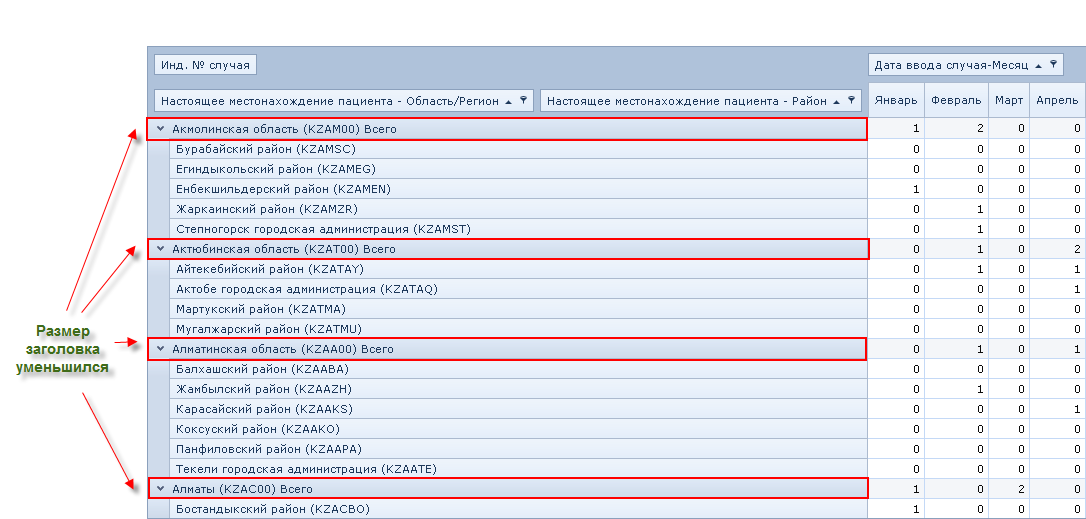 Инд. № случая
Дата ввода случая-Месяц
Настоящее местонахождение пациента - Область/Регион Настоящее местонахождение пациента - Район Январь Февраль Март Апрель
Акмолинская область (KZAM00) Всего 1 2 0 0
Бурабайский район (KZAMSC) 0 0 0 0
Егиндыкольский район (KZAMEG) 0 0 0 0
Енбекшильдерский район (KZAMEN) 1 0 0 0
Жаркаинский район (KZAMZR) 0 1 0 0
Степногорск городская администрация (KZAMST) 0 1 0 0
Актюбинская область (KZAT00) Всего 0 1 0 2
Айтекебийский район (KZATAY) 0 1 0 1
Актобе городская администрация (KZATAQ) 0 0 0 1
Мартукский район (KZATMA) 0 0 0 0
Мугалжарский район (KZATMU) 0 0 0 0
Размер
заголовка
уменьшился
Алматинская область (KZAA00) Всего 0 1 0 1
Балхашский район (KZAABA) 0 0 0 0
Жамбылский район (KZAAZH) 0 1 0 0
Карасайский район (KZAAKS) 0 0 0 1
Коксуский район (KZAAKO) 0 0 0 0
Панфиловский район (KZAAPA) 0 0 0 0
Текели городская администрация (KZAATE) 0 0 0 0
Алматы (KZAC00) Всего 1 0 2 0
Бостандыкский район (KZACBO) 1 0 0 0